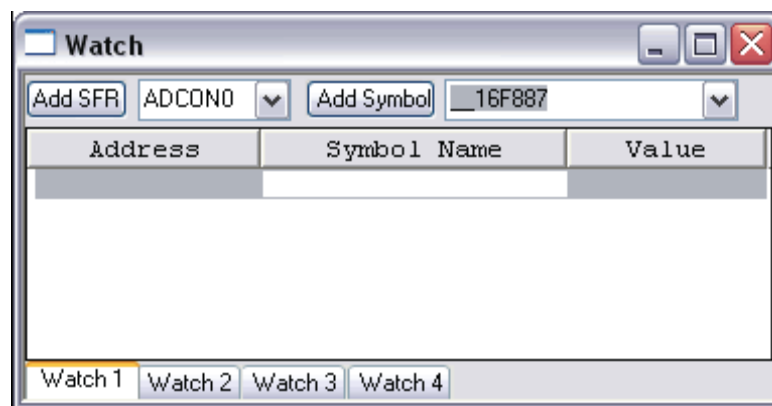 Watch
Add SFR ADCON0 Add Symbol __16F887
Address Symbol Name Value
Watch 1 Watch 2 Watch 3 Watch 4